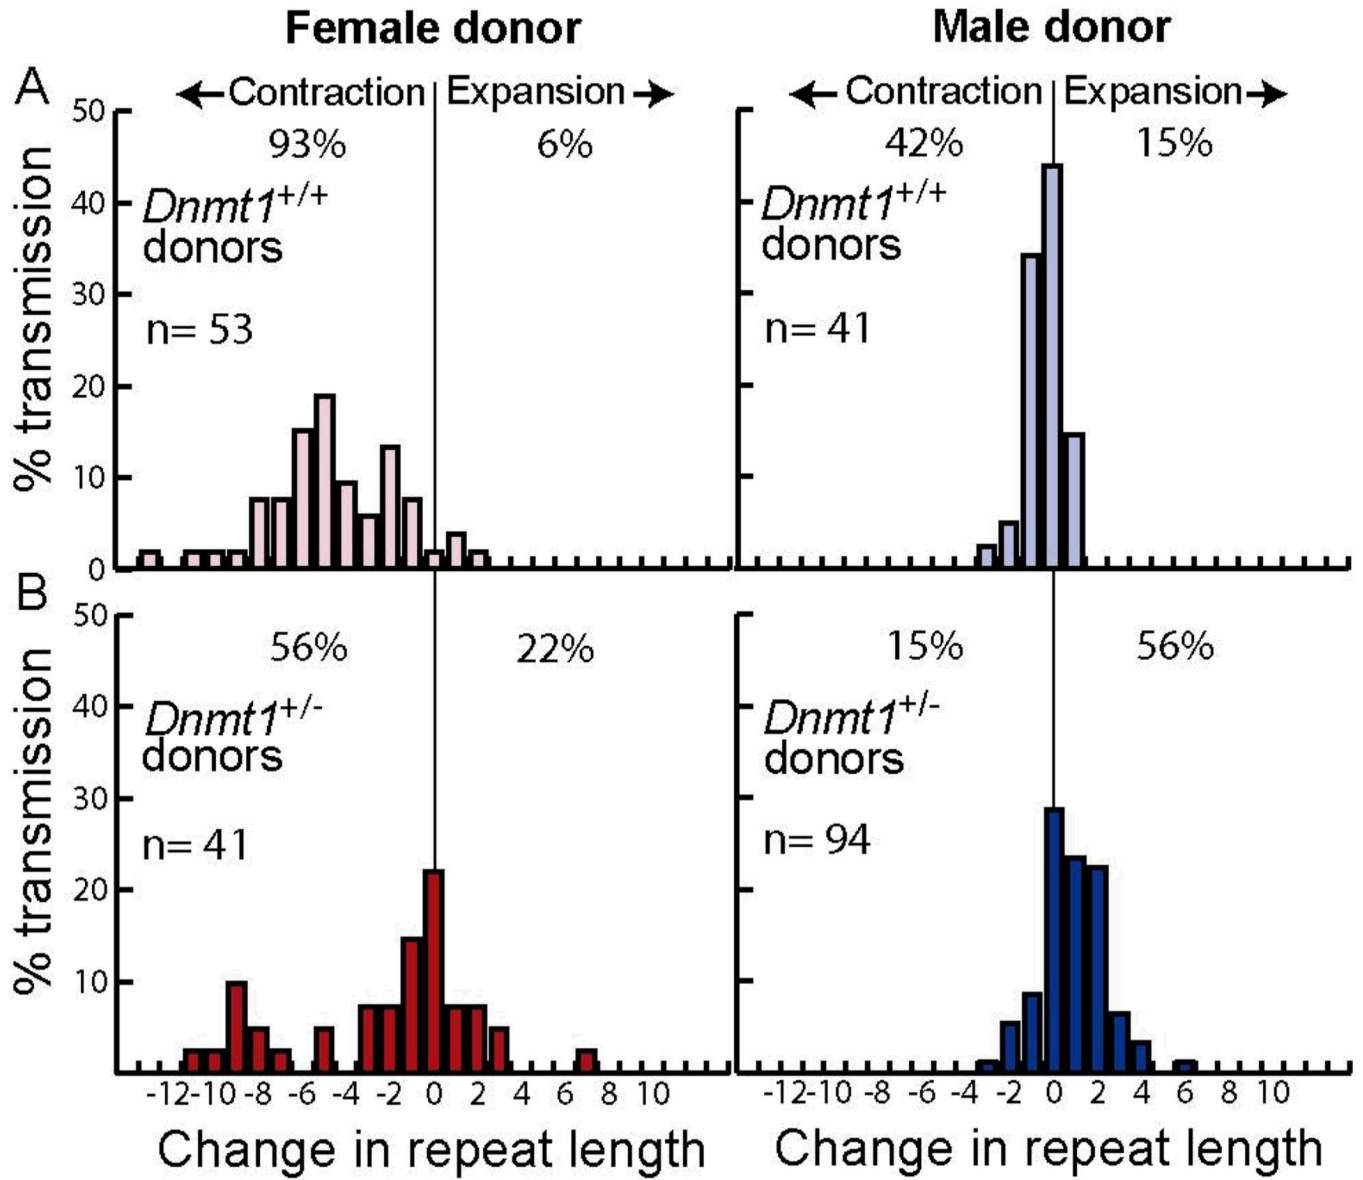 Female donor
Male donor
A
← Contraction Expansion →
← Contraction Expansion →
50
93%
6%
42%
15%
Dnmt1+/+
donors
Dnmt1+/+
donors
40
n= 53
n= 41
30
20
10
0
% transmission
B
50
56%
22%
15%
56%
Dnmt1+/-
donors
Dnmt1+/-
donors
40
n= 41
n= 94
30
20
10
% transmission
-12 -10 -8 -6 -4 -2 0 2 4 6 8 10
-12 -10 -8 -6 -4 -2 0 2 4 6 8 10
Change in repeat length
Change in repeat length